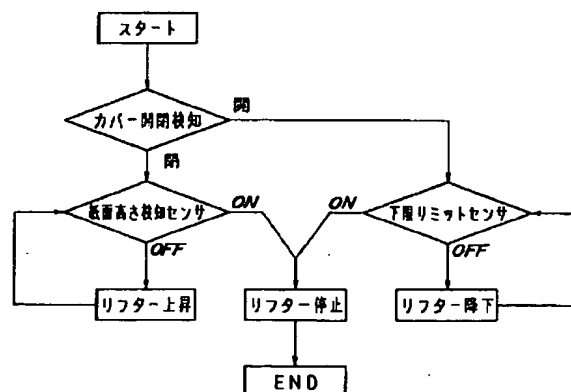 スタート
カバー開閉検知
開
閉
紙面高さ検知センサ
ON
ON
下限リミットセンサ
OFF
OFF
リフター上昇
リフター停止
リフター降下
END